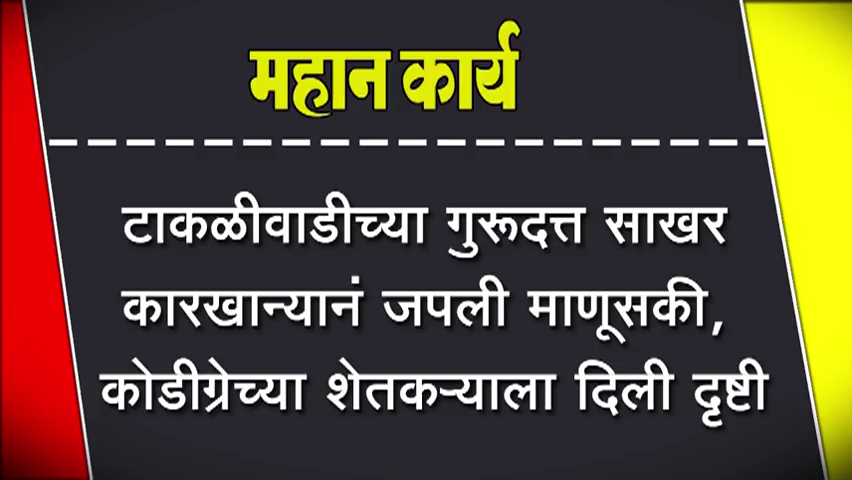 महान कार्य
टाकळीवाडीच्या गुरूदत्त साखर
कारखान्यानं जपली माणूसकी,
कोडीग्रेच्या शेतकऱ्याला दिली दृष्टी